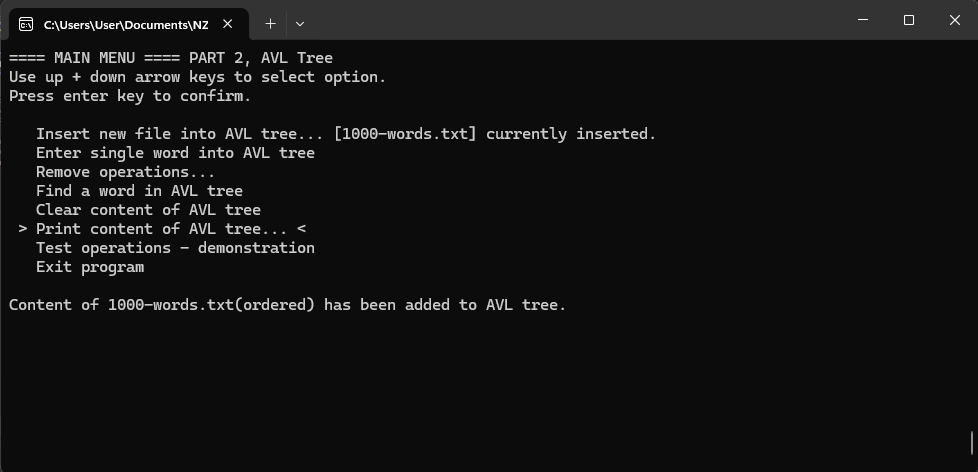 C:\Users\User\Documents\NZ
==== MAIN MENU ==== PART 2, AVL Tree
Use up + down arrow keys to select option.
Press enter key to confirm.
Insert new file into AVL tree... [1000-words.txt] currently inserted.
Enter single word into AVL tree
Remove operations...
Find a word in AVL tree
Clear content of AVL tree
> Print content of AVL tree... <
Test operations - demonstration
Exit program
Content of 1000-words.txt(ordered) has been added to AVL tree.